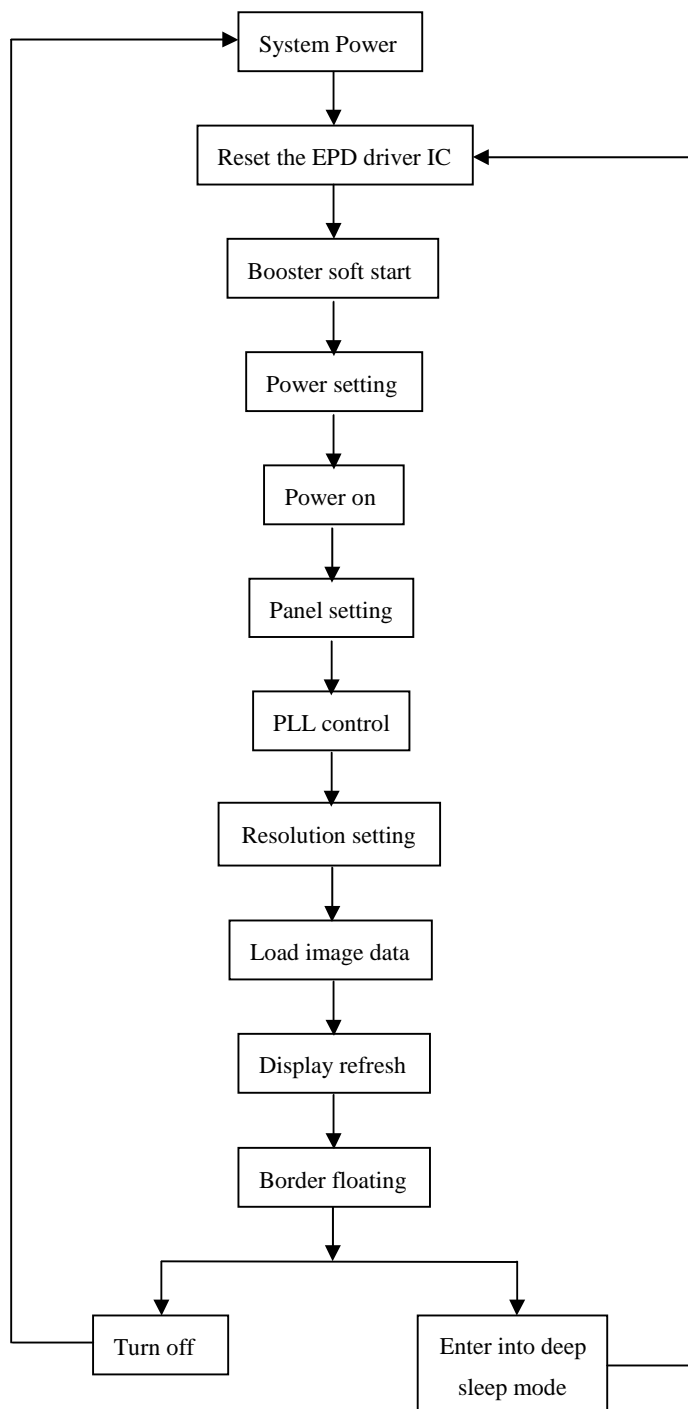 System Power
Reset the EPD driver IC
Booster soft start
Power setting
Power on
Panel setting
PLL control
Resolution setting
Load image data
Display refresh
Border floating
Turn off
Enter into deep
sleep mode